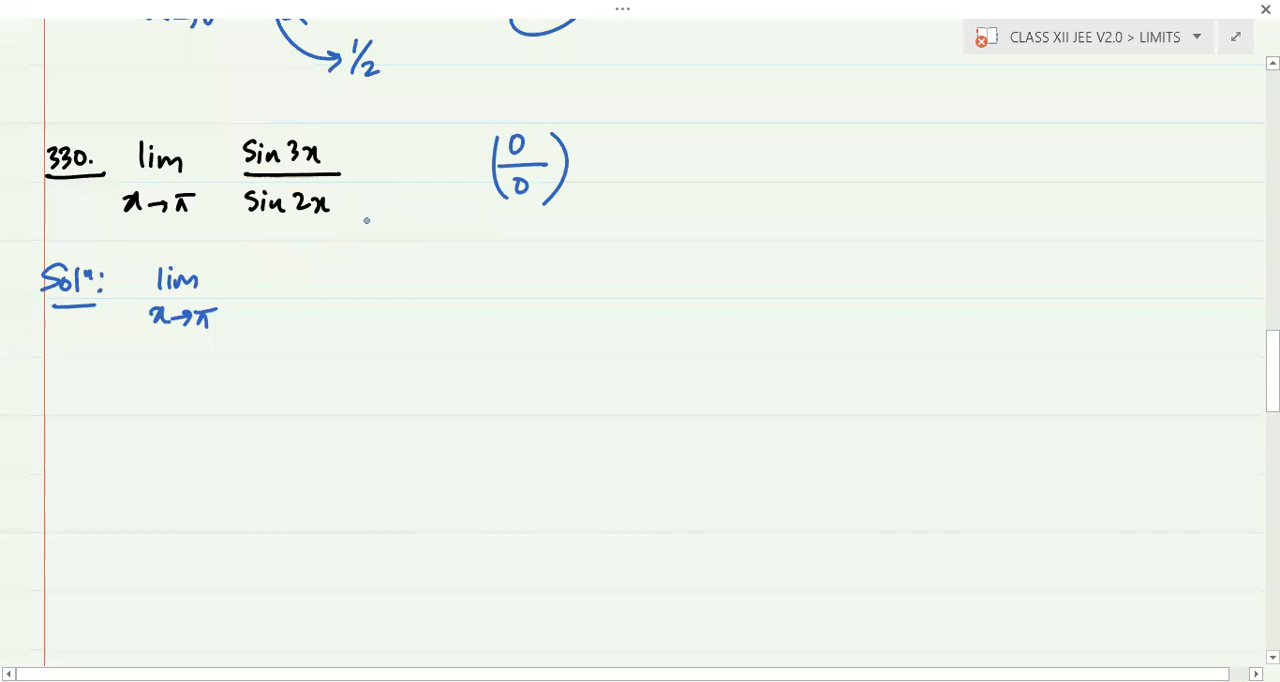 CLASS XII JEE V2.0 > LIMITS
1/2
330. lim x→π sin 3x / sin 2x (0/0)
Solⁿ: lim x→π